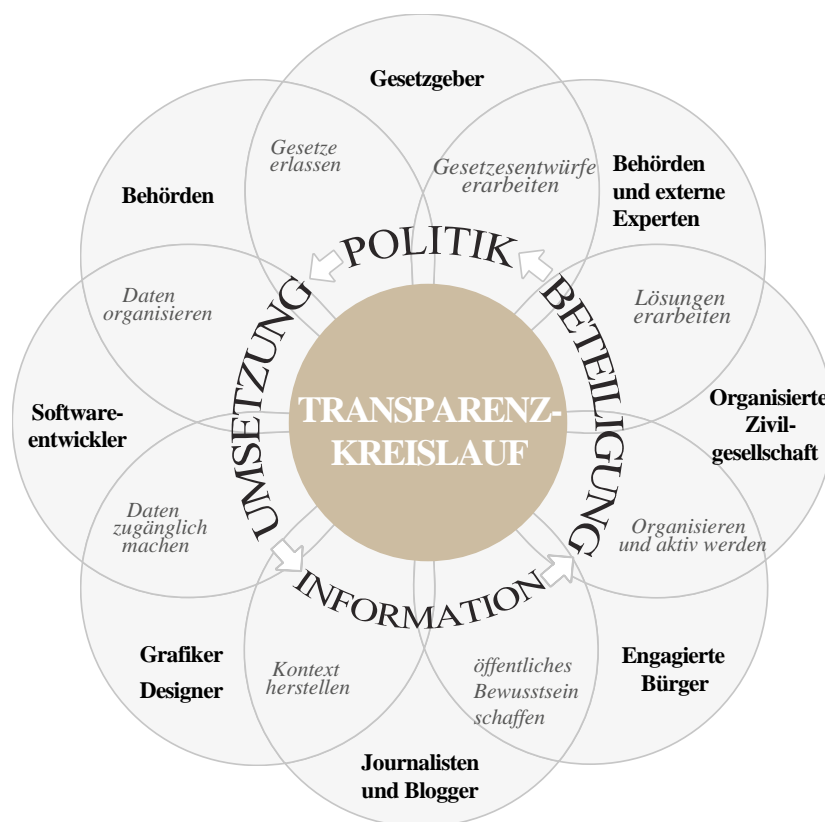 Gesetzgeber
Gesetze
erlassen
Gesetzesentwürfe
erarbeiten
Behörden
und externe
Experten
Behörden
POLITIK
Daten
organisieren
Lösungen
erarbeiten
UMSETZUNG
BETEILIGUNG
TRANSPARENZ-
KREISLAUF
Software-
entwickler
Organisierte
Zivil-
gesellschaft
Daten
zugänglich
machen
Organisieren
und aktiv werden
INFORMATION
Grafiker
Designer
Kontext
herstellen
öffentliches
Bewusstsein
schaffen
Engagierte
Bürger
Journalisten
und Blogger